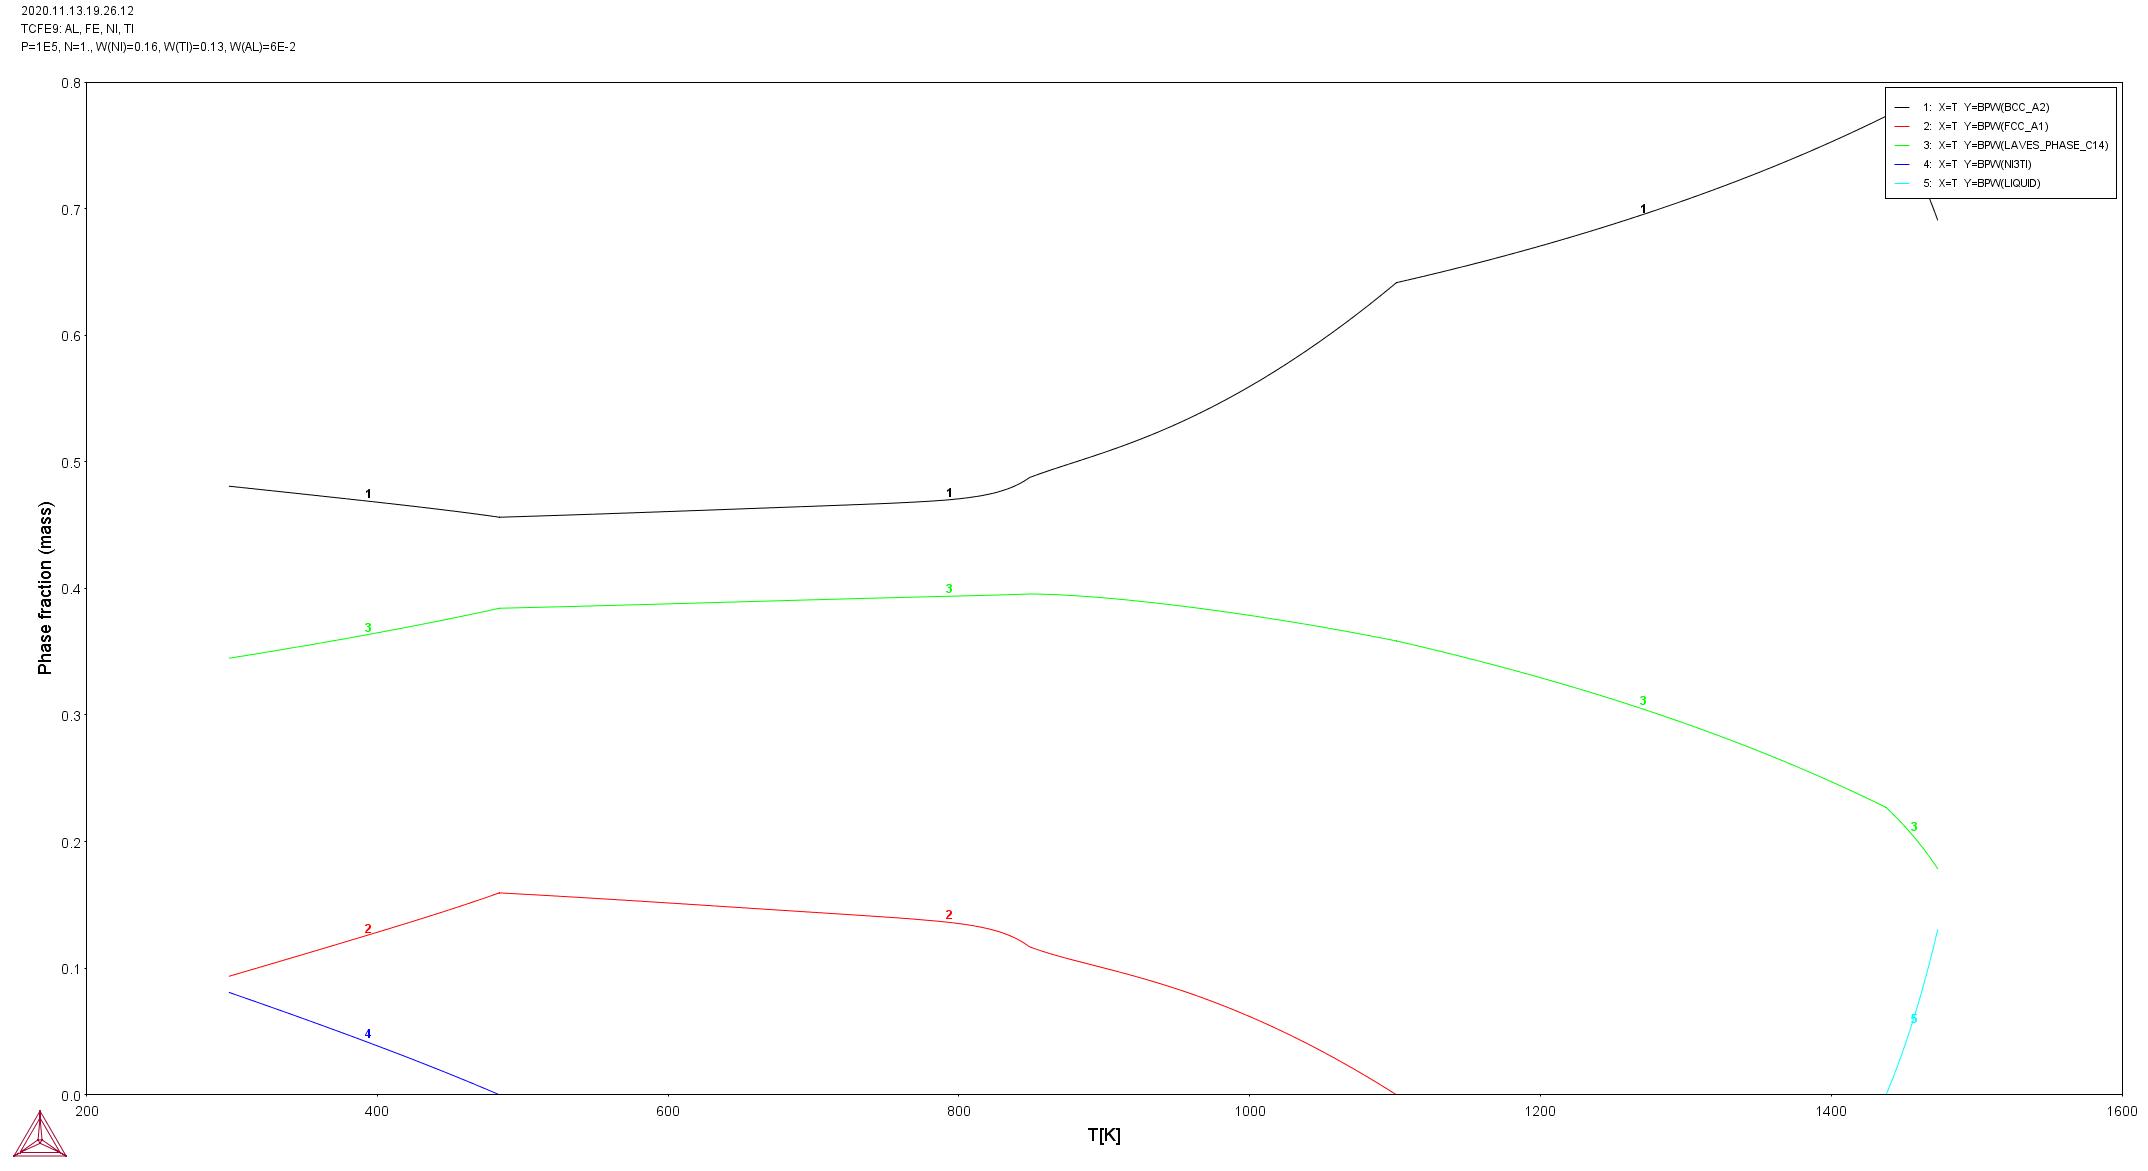 2020.11.13.19.26.12
TCFE9: AL, FE, NI, TI
P=1E5, N=1., W(NI)=0.16, W(TI)=0.13, W(AL)=6E-2
0.8
0.7
0.6
0.5
0.4
0.3
0.2
0.1
0.0
Phase fraction (mass)
1: X=T Y=BPW(BCC_A2)
2: X=T Y=BPW(FCC_A1)
3: X=T Y=BPW(LAVES_PHASE_C14)
4: X=T Y=BPW(NI3TI)
5: X=T Y=BPW(LIQUID)
1
1
1
3
3
3
3
2
2
4
5
200 400 600 800 1000 1200 1400 1600
T[K]